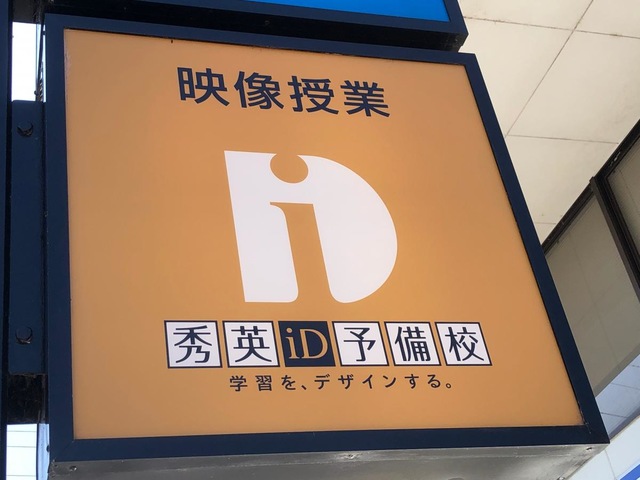 映像授業
iD
秀英iD予備校
学習を、デザインする。